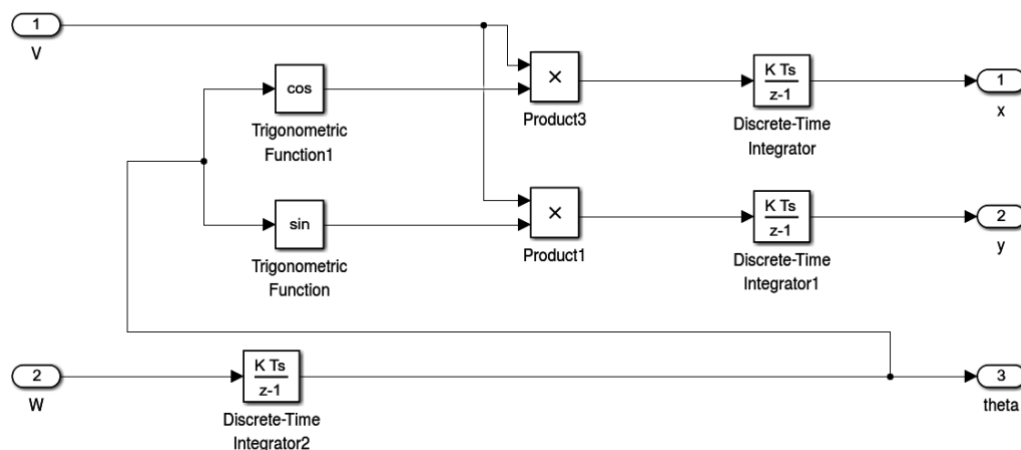 1
V
cos
Trigonometric
Function1
×
Product3
K Ts
z-1
Discrete-Time
Integrator
1
x
sin
Trigonometric
Function
×
Product1
K Ts
z-1
Discrete-Time
Integrator1
2
y
2
W
K Ts
z-1
Discrete-Time
Integrator2
3
theta